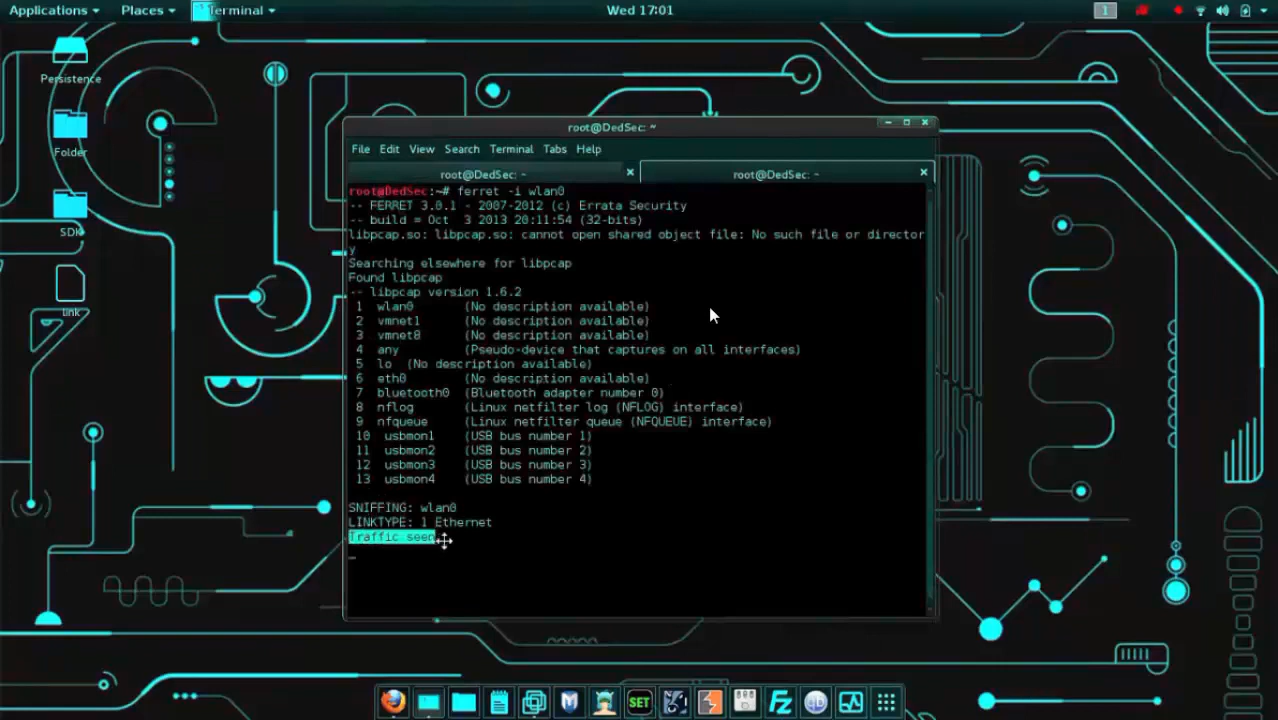 Applications Places Terminal Wed 17:01 1
Persistence
Folder
SDK
link
root@DedSec: ~
File Edit View Search Terminal Tabs Help
root@DedSec: ~ root@DedSec: ~
root@DedSec:~# ferret -i wlan0
-- FERRET 3.0.1 - 2007-2012 (c) Errata Security
-- build = Oct  3 2013 20:11:54 (32-bits)
libpcap.so: libpcap.so: cannot open shared object file: No such file or director
y
Searching elsewhere for libpcap
Found libpcap
-- libpcap version 1.6.2
1 wlan0 (No description available)
2 vmnet1 (No description available)
3 vmnet8 (No description available)
4 any (Pseudo-device that captures on all interfaces)
5 lo (No description available)
6 eth0 (No description available)
7 bluetooth0 (Bluetooth adapter number 0)
8 nflog (Linux netfilter log (NFLOG) interface)
9 nfqueue (Linux netfilter queue (NFQUEUE) interface)
10 usbmon1 (USB bus number 1)
11 usbmon2 (USB bus number 2)
12 usbmon3 (USB bus number 3)
13 usbmon4 (USB bus number 4)
SNIFFING: wlan0
LINKTYPE: 1 Ethernet
Traffic seen
SET